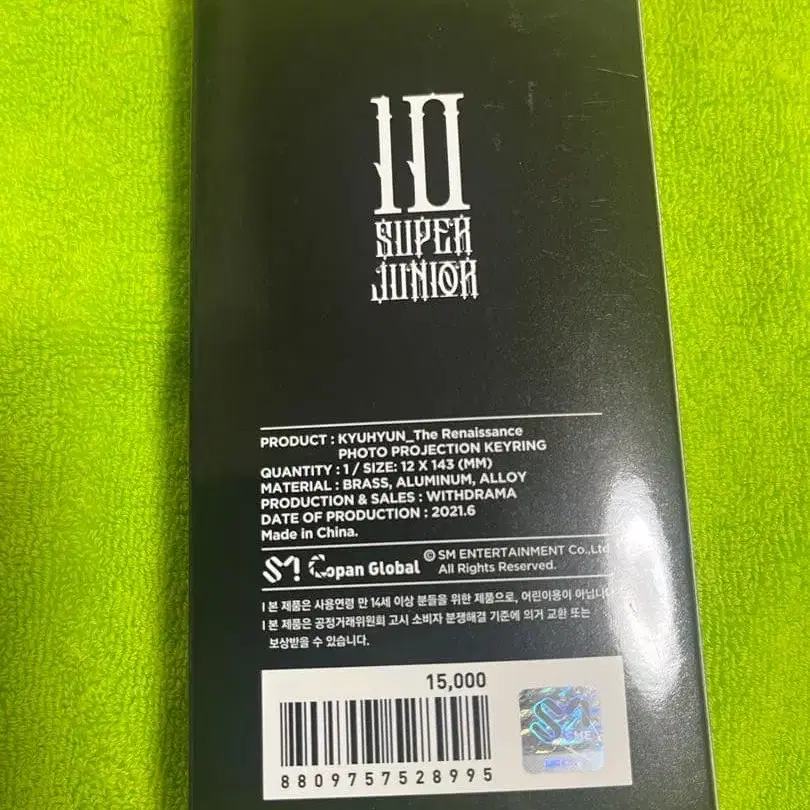 10
SUPER
JUNIOR
PRODUCT : KYUHYUN_The Renaissance
PHOTO PROJECTION KEYRING
QUANTITY : 1 / SIZE: 12 X 143 (MM)
MATERIAL : BRASS, ALUMINUM, ALLOY
PRODUCTION & SALES : WITHDRAMA
DATE OF PRODUCTION : 2021.6
Made in China.
SM! Copan Global © SM ENTERTAINMENT Co.,Ltd
All Rights Reserved.
| 본 제품은 사용연령 만 14세 이상 분들을 위한 제품으로, 어린이용이 아닙니다
| 본 제품은 공정거래위원회 고시 소비자 분쟁해결 기준에 의거 교환 또는
보상받을 수 있습니다.
15,000
8809757528995
SM